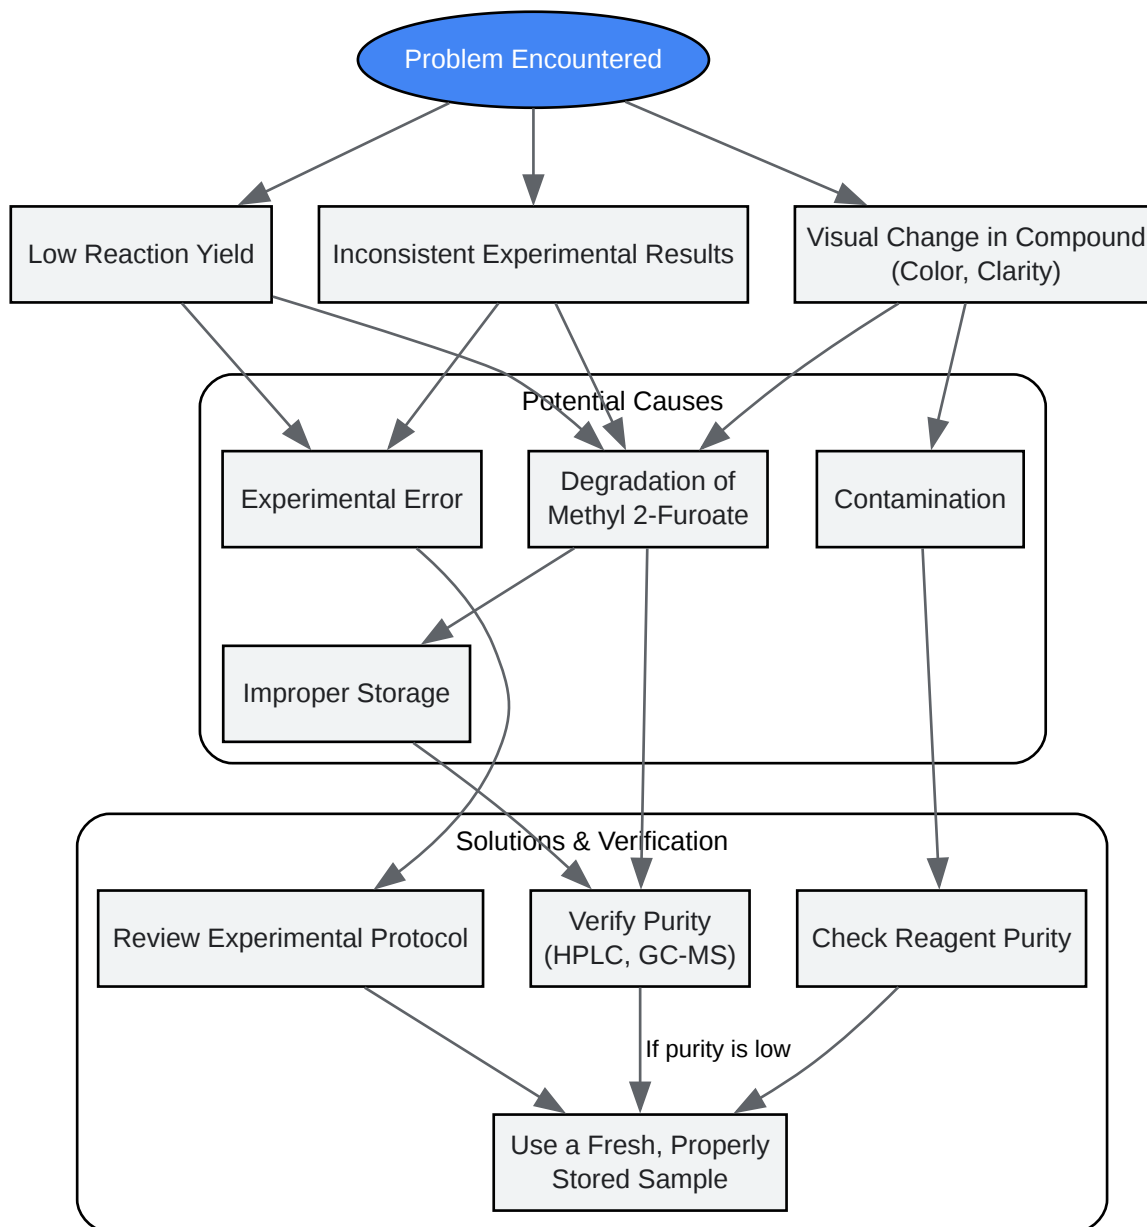 Problem Encountered
Low Reaction Yield
Inconsistent Experimental Results
Visual Change in Compound
(Color, Clarity)
Potential Causes
Experimental Error
Degradation of
Methyl 2-Furoate
Contamination
Improper Storage
Solutions & Verification
Review Experimental Protocol
Verify Purity
(HPLC, GC-MS)
Check Reagent Purity
If purity is low
Use a Fresh, Properly
Stored Sample